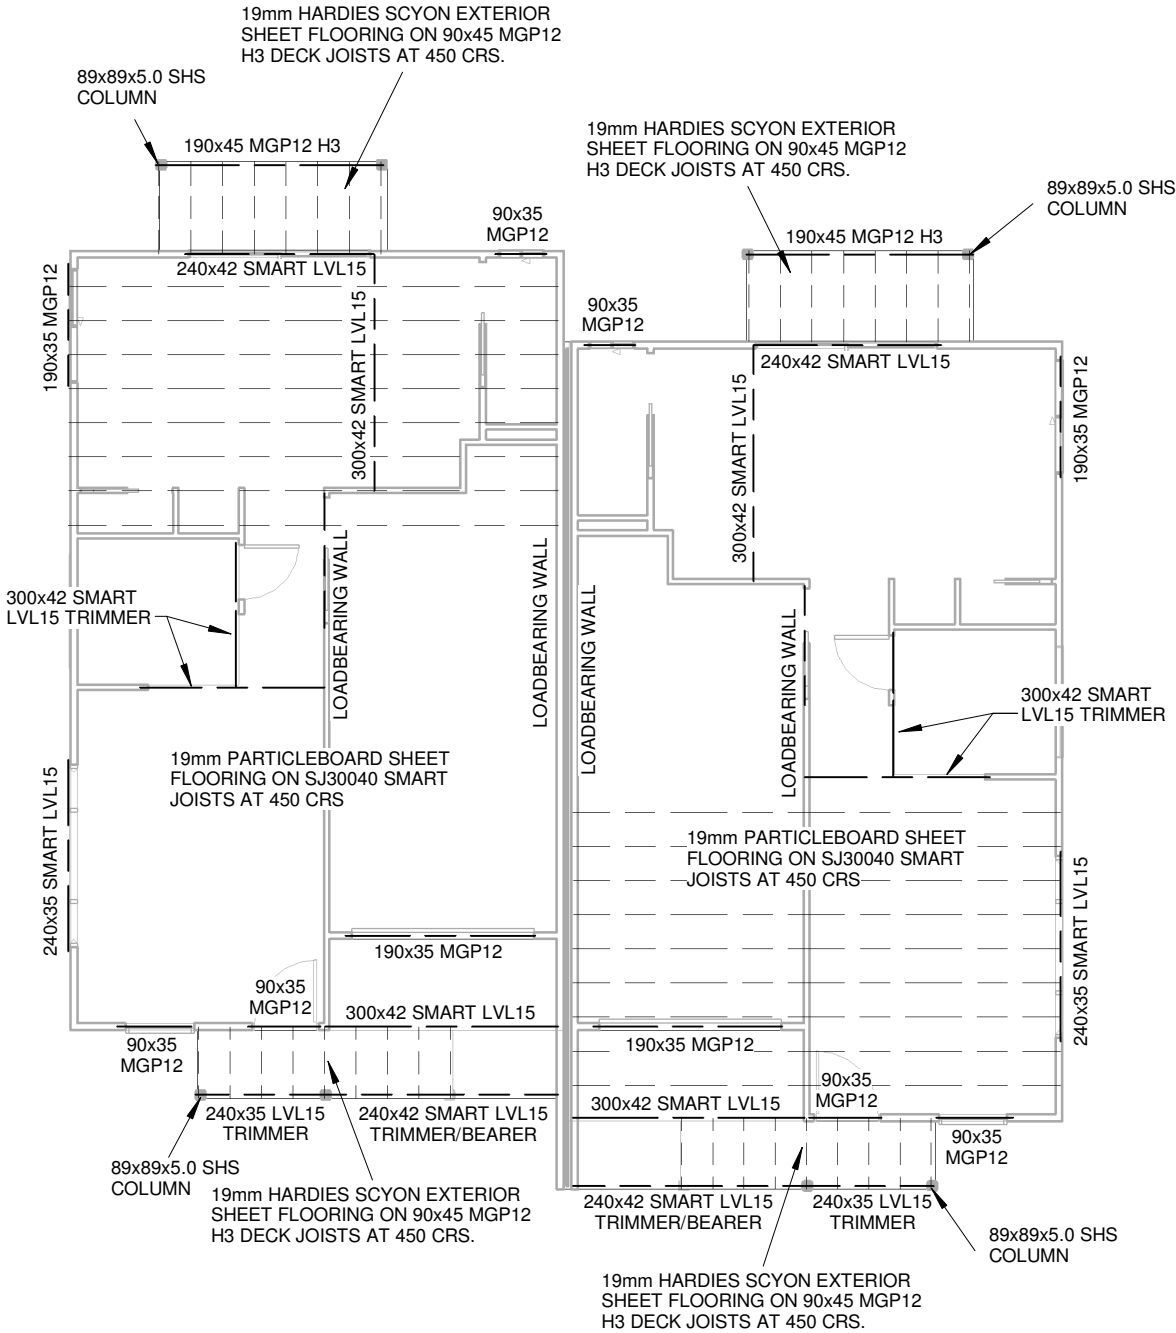 19mm HARDIES SCYON EXTERIOR
SHEET FLOORING ON 90x45 MGP12
H3 DECK JOISTS AT 450 CRS.
89x89x5.0 SHS
COLUMN
190x45 MGP12 H3
19mm HARDIES SCYON EXTERIOR
SHEET FLOORING ON 90x45 MGP12
H3 DECK JOISTS AT 450 CRS.
89x89x5.0 SHS
COLUMN
90x35
MGP12
190x45 MGP12 H3
240x42 SMART LVL15
190x35 MGP12
300x42 SMART LVL15
90x35
MGP12
240x42 SMART LVL15
300x42 SMART LVL15
190x35 MGP12
LOADBEARING WALL
LOADBEARING WALL
300x42 SMART
LVL15 TRIMMER
LOADBEARING WALL
LOADBEARING WALL
300x42 SMART
LVL15 TRIMMER
19mm PARTICLEBOARD SHEET
FLOORING ON SJ30040 SMART
JOISTS AT 450 CRS
240x35 SMART LVL15
19mm PARTICLEBOARD SHEET
FLOORING ON SJ30040 SMART
JOISTS AT 450 CRS
240x35 SMART LVL15
190x35 MGP12
90x35
MGP12
300x42 SMART LVL15
90x35
MGP12
190x35 MGP12
90x35
MGP12
300x42 SMART LVL15
240x35 LVL15
TRIMMER
240x42 SMART LVL15
TRIMMER/BEARER
90x35
MGP12
89x89x5.0 SHS
COLUMN
19mm HARDIES SCYON EXTERIOR
SHEET FLOORING ON 90x45 MGP12
H3 DECK JOISTS AT 450 CRS.
240x42 SMART LVL15
TRIMMER/BEARER
240x35 LVL15
TRIMMER
89x89x5.0 SHS
COLUMN
19mm HARDIES SCYON EXTERIOR
SHEET FLOORING ON 90x45 MGP12
H3 DECK JOISTS AT 450 CRS.